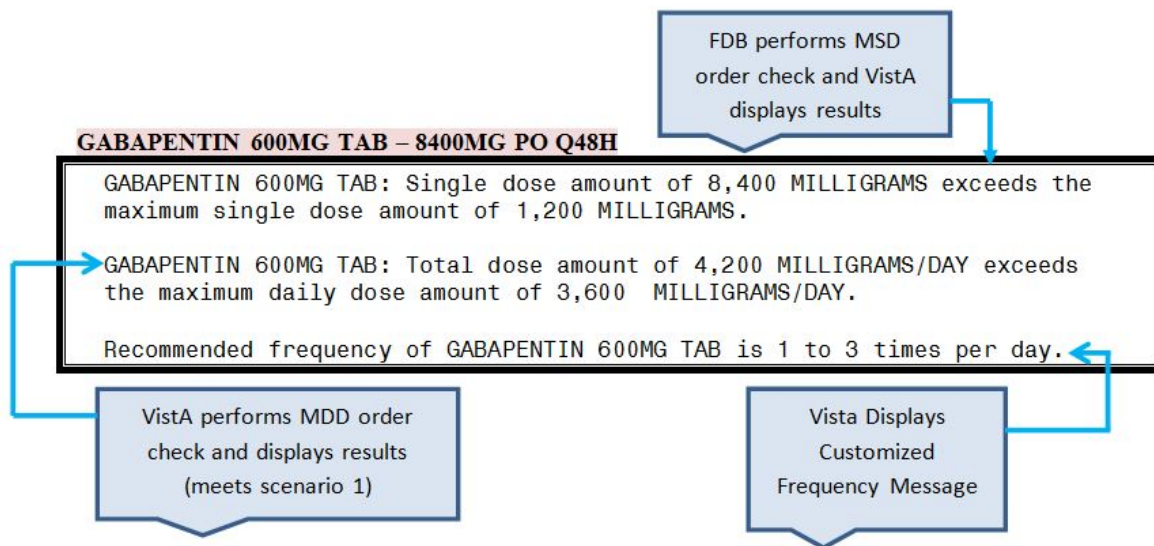 FDB performs MSD
order check and VistA
displays results
GABAPENTIN 600MG TAB – 8400MG PO Q48H
GABAPENTIN 600MG TAB: Single dose amount of 8,400 MILLIGRAMS exceeds the
maximum single dose amount of 1,200 MILLIGRAMS.
GABAPENTIN 600MG TAB: Total dose amount of 4,200 MILLIGRAMS/DAY exceeds
the maximum daily dose amount of 3,600 MILLIGRAMS/DAY.
Recommended frequency of GABAPENTIN 600MG TAB is 1 to 3 times per day.
VistA performs MDD order
check and displays results
(meets scenario 1)
Vista Displays
Customized
Frequency Message